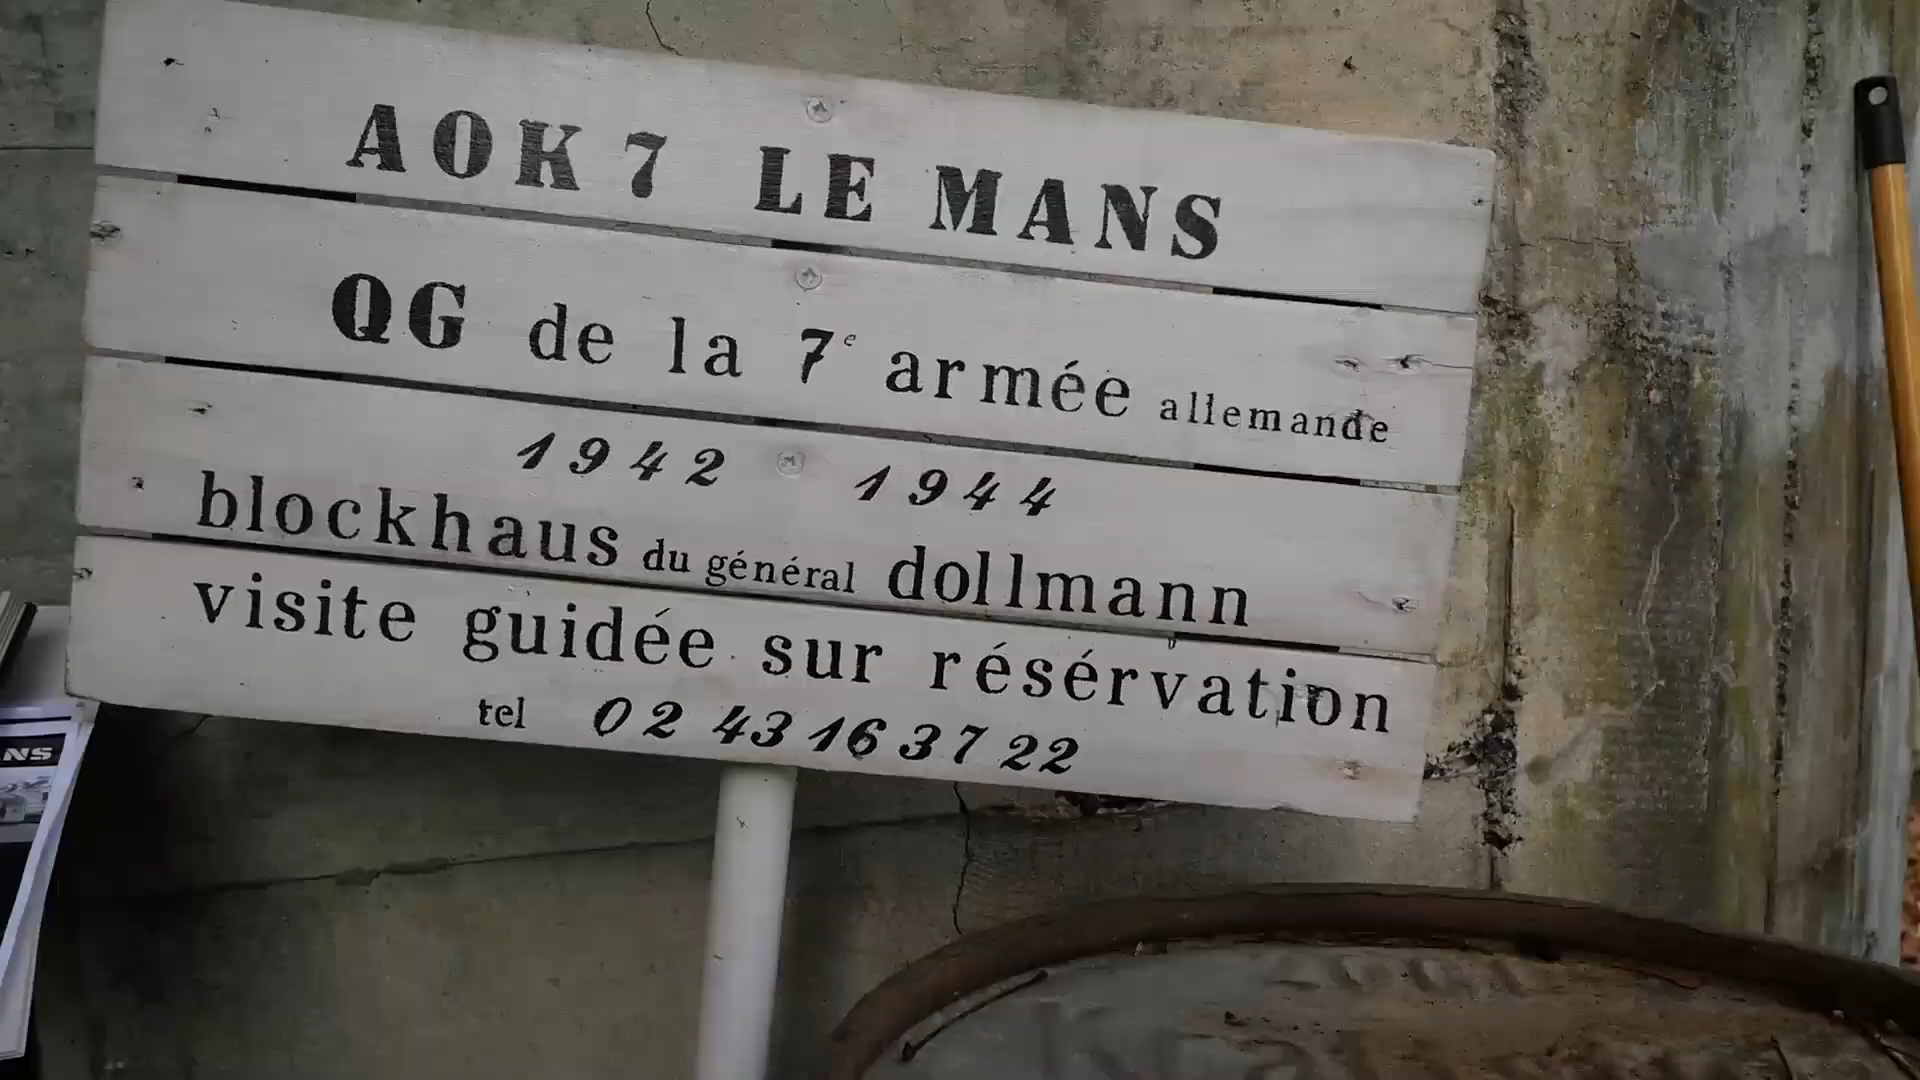 AOK 7 LE MANS
QG de la 7e armée allemande
1942 1944
blockhaus du général dollmann
visite guidée sur résérvation
tel 02 43 16 37 22
ANS